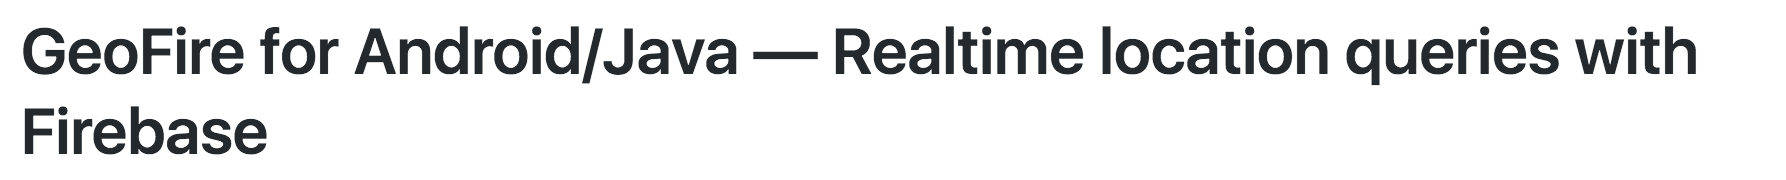 GeoFire for Android/Java — Realtime location queries with
Firebase